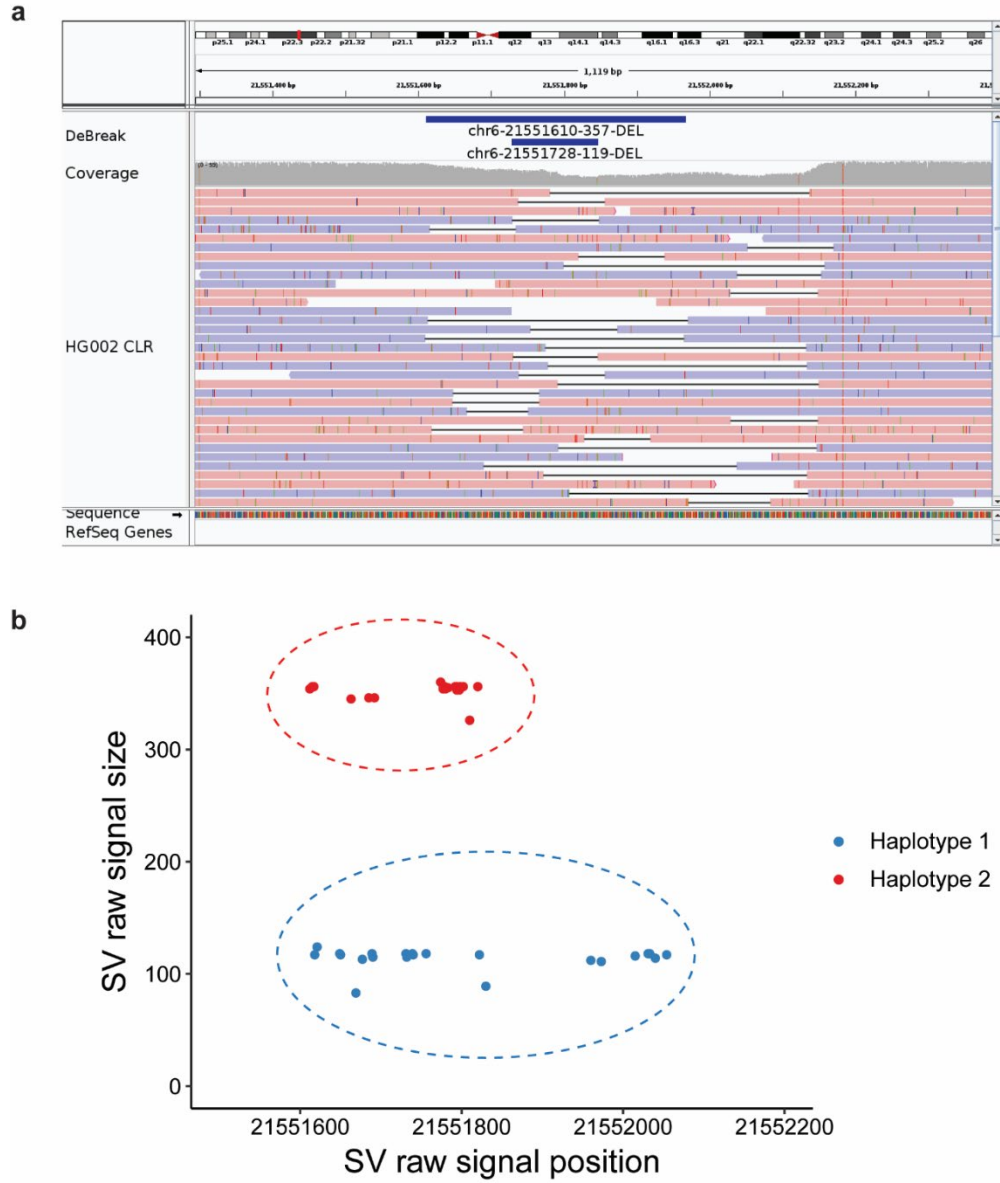 a
p25.1 p24.1 p22.3 p22.2 p21.32 p21.1 p12.2 p11.1 q12 q13 q14.1 q14.3 q16.1 q16.3 q21 q22.1 q22.32 q23.2 q24.1 q24.3 q25.2 q26
1,119 bp
21,551,400 bp 21,551,600 bp 21,551,800 bp 21,552,000 bp 21,552,200 bp 21,5
DeBreak
chr6-21551610-357-DEL
chr6-21551728-119-DEL
Coverage
HG002 CLR
Sequence
RefSeq Genes
b
400
300
200
100
0
SV raw signal size
21551600 21551800 21552000 21552200
SV raw signal position
Haplotype 1
Haplotype 2